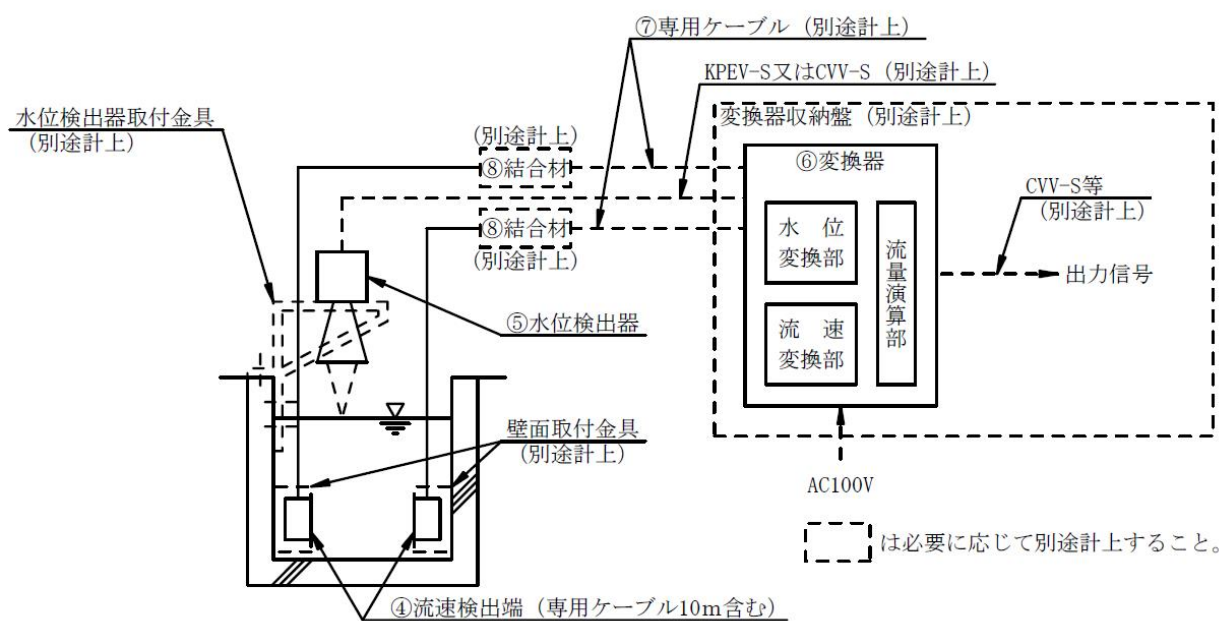 ⑦専用ケーブル（別途計上）
KPEV-S又はCVV-S（別途計上）
水位検出器取付金具
（別途計上）
変換器収納盤（別途計上）
（別途計上）
⑧結合材
⑥変換器
CVV-S等
（別途計上）
⑧結合材
（別途計上）
水　位
変換部
流量演算部
出力信号
⑤水位検出器
流　速
変換部
壁面取付金具
（別途計上）
AC100V
は必要に応じて別途計上すること。
④流速検出端（専用ケーブル10m含む）